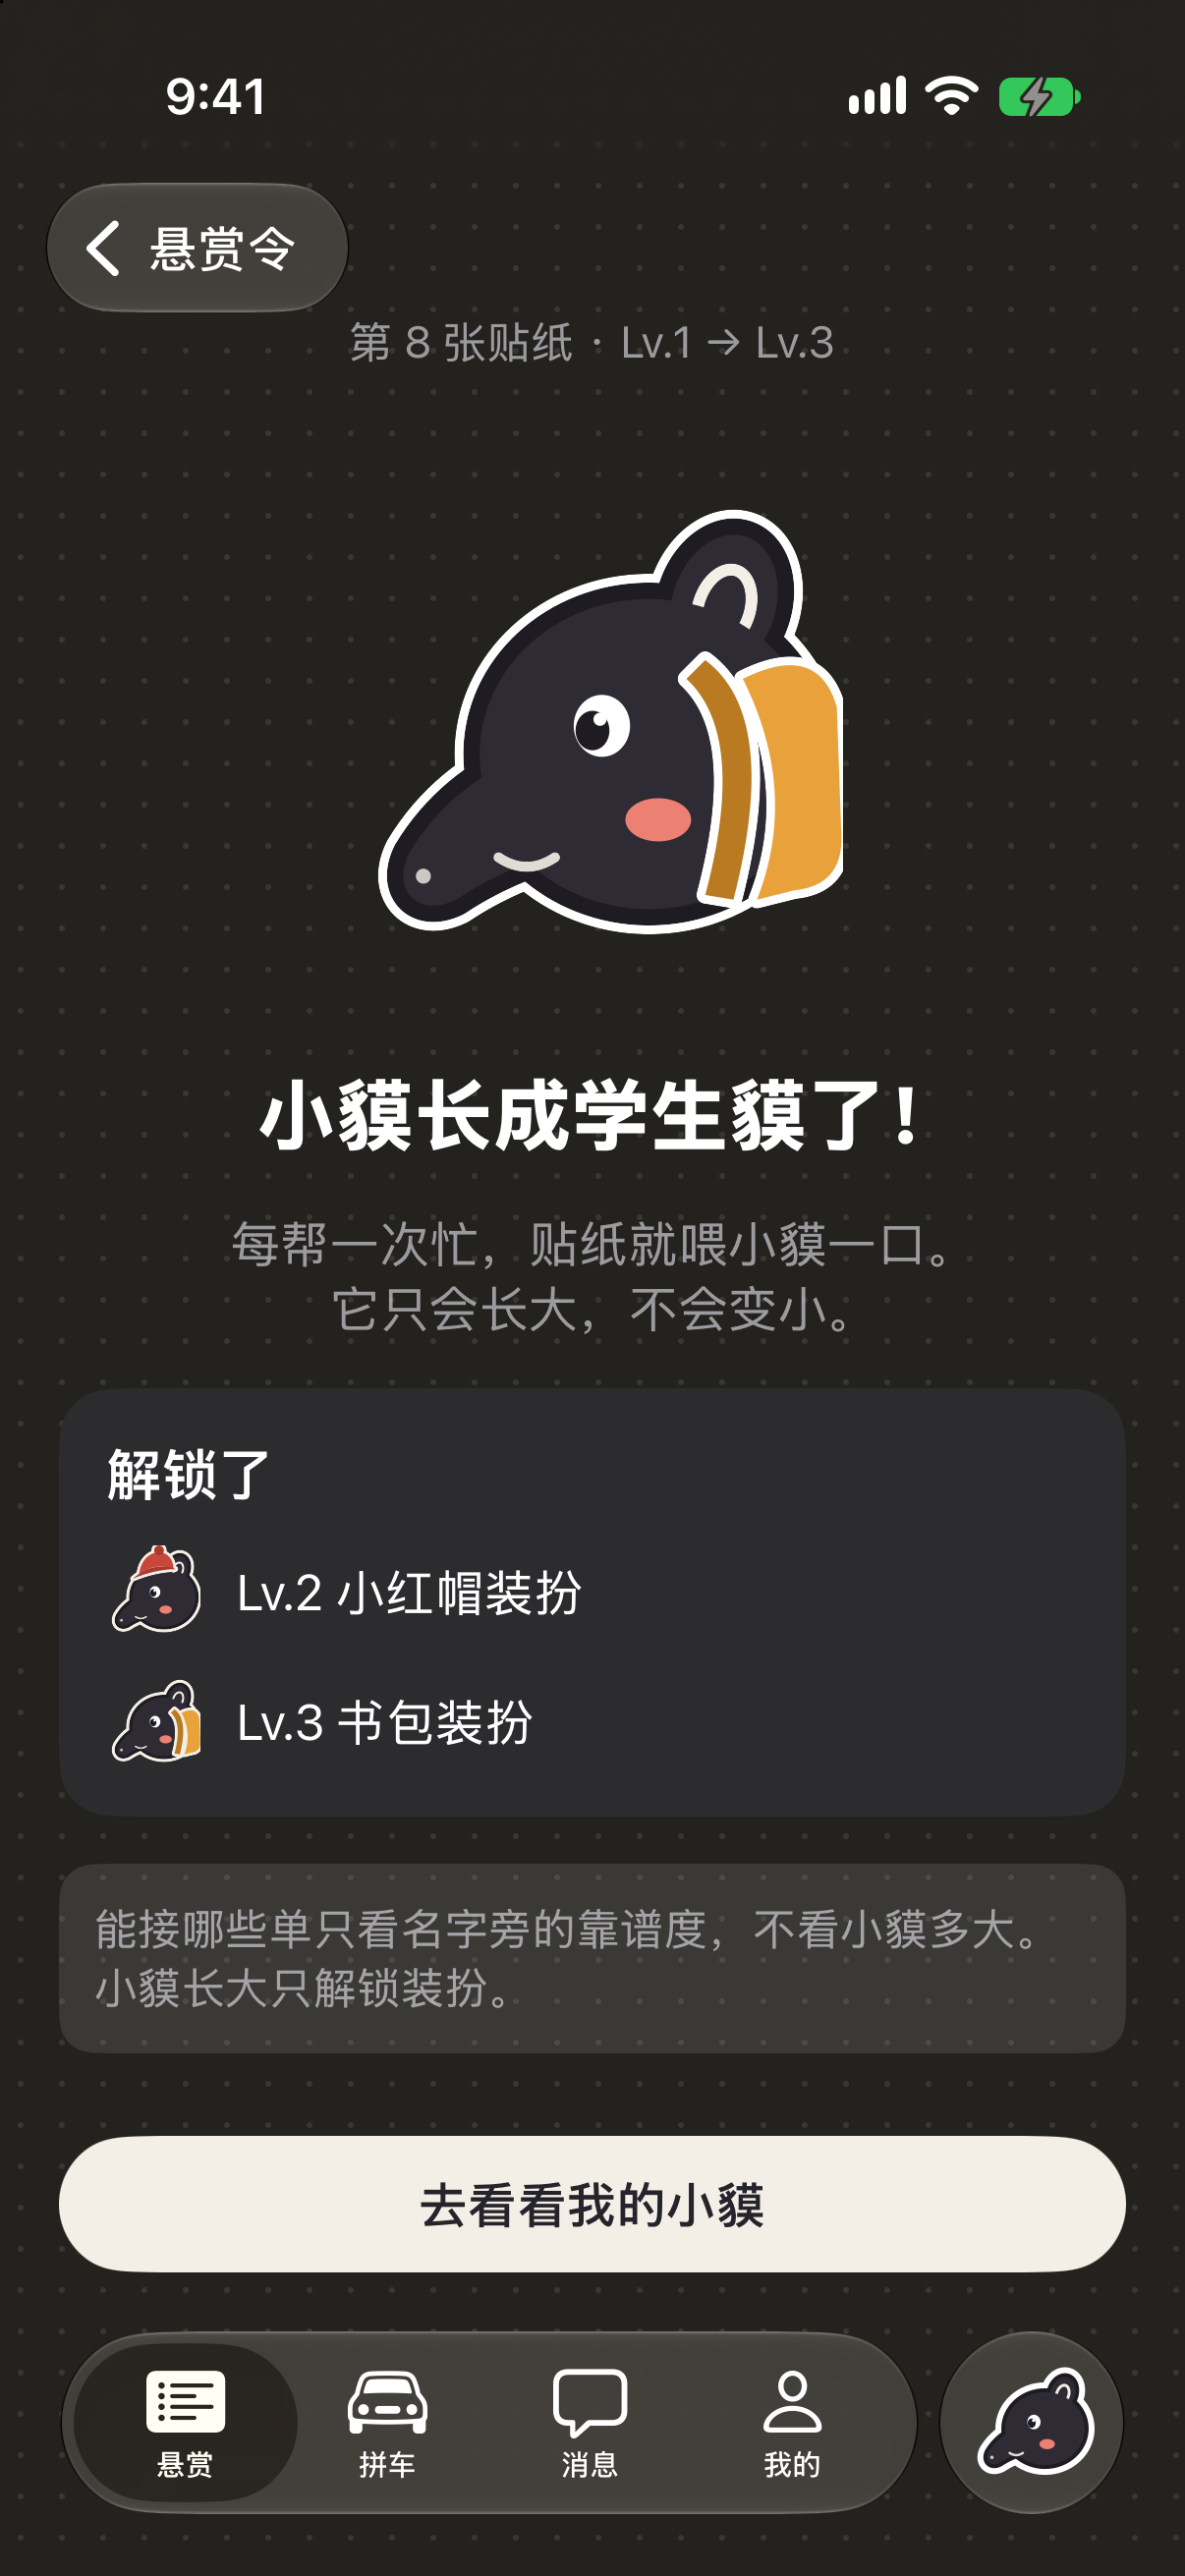 9:41
悬赏令
第 8 张贴纸 · Lv.1 → Lv.3
小貘长成学生貘了！
每帮一次忙，贴纸就喂小貘一口。
它只会长大，不会变小。
解锁了
Lv.2 小红帽装扮
Lv.3 书包装扮
能接哪些单只看名字旁的靠谱度，不看小貘多大。
小貘长大只解锁装扮。
去看看我的小貘
悬赏
拼车
消息
我的